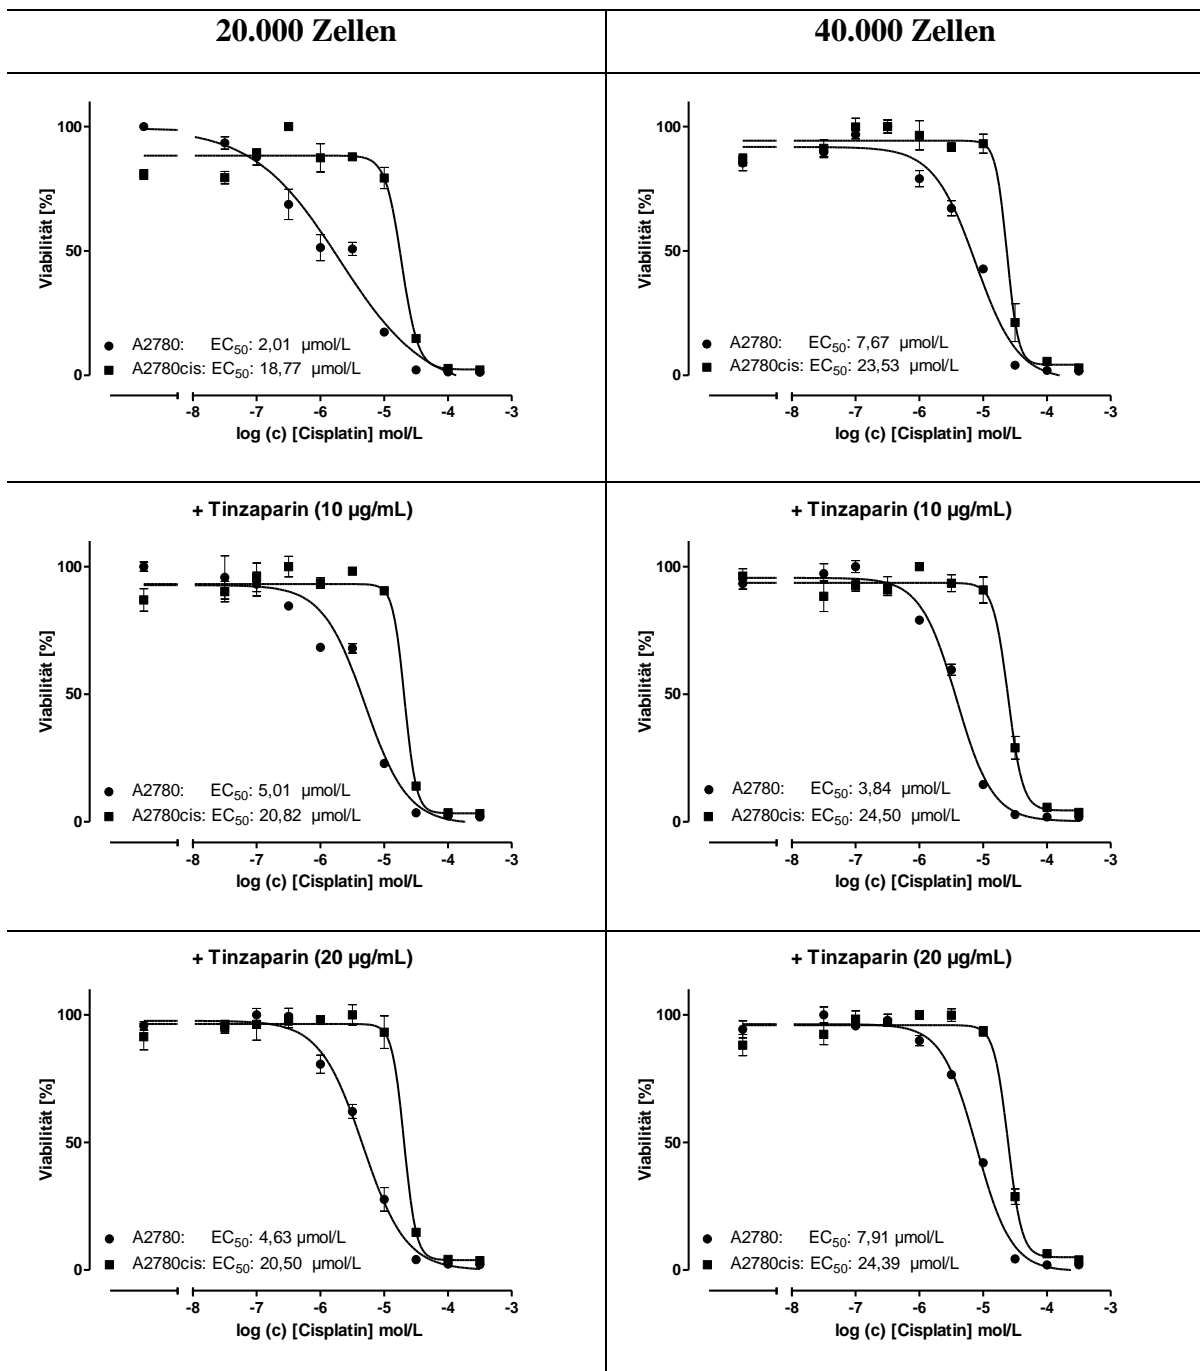 20.000 Zellen
40.000 Zellen
100
50
0
Viabilität [%]
A2780: EC50: 2,01 µmol/L
A2780cis: EC50: 18,77 µmol/L
-8 -7 -6 -5 -4 -3
log (c) [Cisplatin] mol/L
100
50
0
Viabilität [%]
A2780: EC50: 7,67 µmol/L
A2780cis: EC50: 23,53 µmol/L
-8 -7 -6 -5 -4 -3
log (c) [Cisplatin] mol/L
+ Tinzaparin (10 µg/mL)
100
50
0
Viabilität [%]
A2780: EC50: 5,01 µmol/L
A2780cis: EC50: 20,82 µmol/L
-8 -7 -6 -5 -4 -3
log (c) [Cisplatin] mol/L
+ Tinzaparin (10 µg/mL)
100
50
0
Viabilität [%]
A2780: EC50: 3,84 µmol/L
A2780cis: EC50: 24,50 µmol/L
-8 -7 -6 -5 -4 -3
log (c) [Cisplatin] mol/L
+ Tinzaparin (20 µg/mL)
100
50
0
Viabilität [%]
A2780: EC50: 4,63 µmol/L
A2780cis: EC50: 20,50 µmol/L
-8 -7 -6 -5 -4 -3
log (c) [Cisplatin] mol/L
+ Tinzaparin (20 µg/mL)
100
50
0
Viabilität [%]
A2780: EC50: 7,91 µmol/L
A2780cis: EC50: 24,39 µmol/L
-8 -7 -6 -5 -4 -3
log (c) [Cisplatin] mol/L